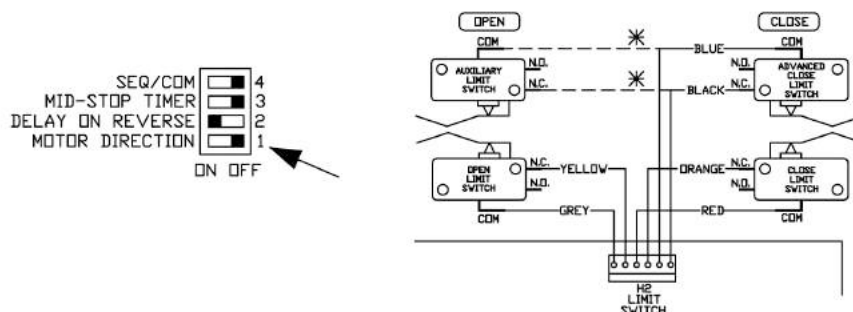 SEQ/COM 4
MID-STOP TIMER 3
DELAY ON REVERSE 2
MOTOR DIRECTION 1
ON OFF
OPEN
CLOSE
COM
COM
BLUE
N.O.
N.O.
AUXILIARY
LIMIT
SWITCH
ADVANCED
CLOSE
LIMIT
SWITCH
N.C.
BLACK
N.C.
OPEN
LIMIT
SWITCH
N.C.
YELLOW
ORANGE
N.C.
CLOSE
LIMIT
SWITCH
N.O.
N.O.
COM
GREY
RED
COM
H2
LIMIT
SWITCH